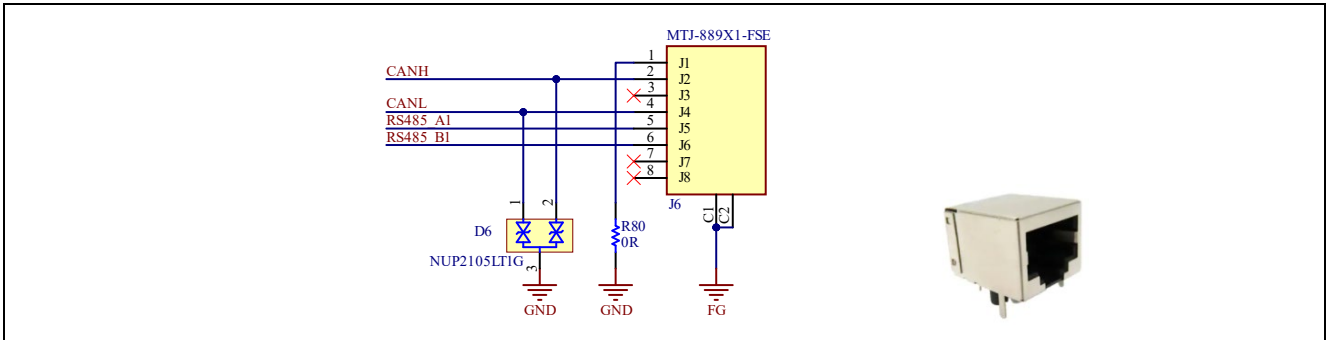 MTJ-889X1-FSE
1 J1
CANH 2 J2
3 J3
CANL 4 J4
RS485_A1 5 J5
RS485_B1 6 J6
7 J7
8 J8
J6
C1 C2
1 2
D6
R80
0R
NUP2105LT1G
3
GND GND FG